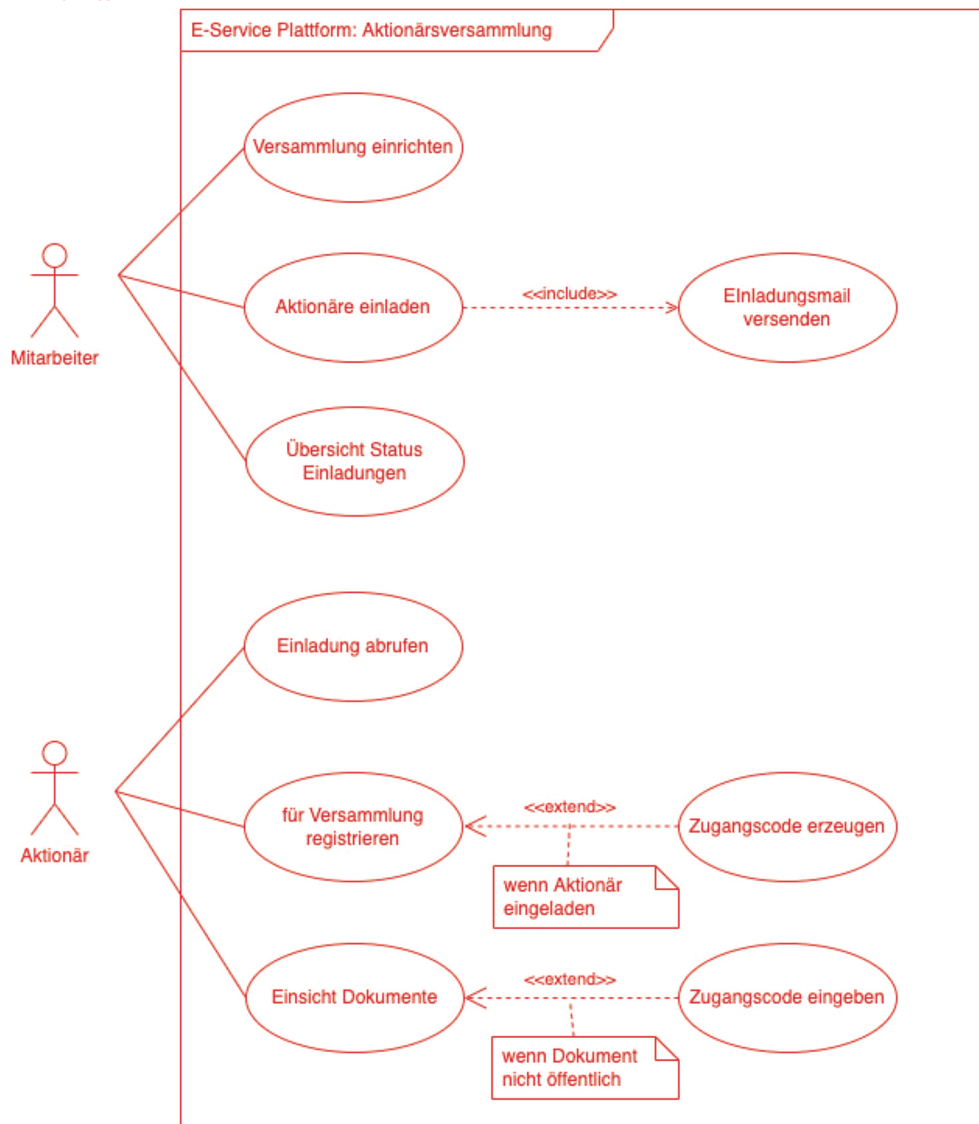 E-Service Plattform: Aktionärsversammlung
Versammlung einrichten
Aktionäre einladen
<<include>>
EInladungsmail
versenden
Mitarbeiter
Übersicht Status
Einladungen
Einladung abrufen
für Versammlung
registrieren
<<extend>>
Zugangscode erzeugen
Aktionär
wenn Aktionär
eingeladen
Einsicht Dokumente
<<extend>>
Zugangscode eingeben
wenn Dokument
nicht öffentlich